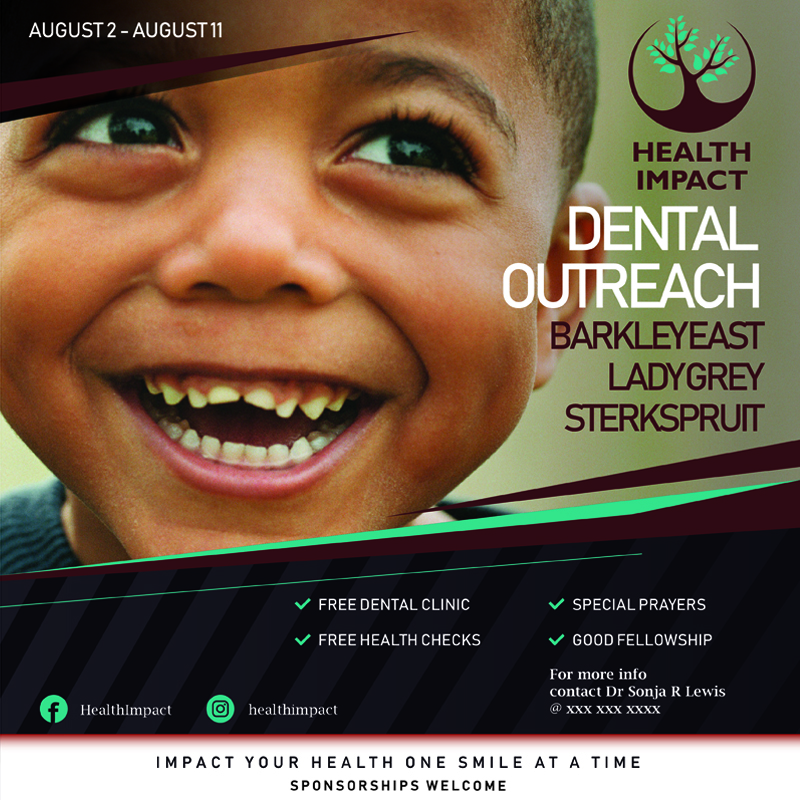 AUGUST 2 - AUGUST 11
HEALTH
IMPACT
DENTAL
OUTREACH
BARKLEYEAST
LADYGREY
STERKSPRUIT
FREE DENTAL CLINIC
SPECIAL PRAYERS
FREE HEALTH CHECKS
GOOD FELLOWSHIP
For more info
contact Dr Sonja R Lewis
@ xxx xxx xxxx
HealthImpact
healthimpact
IMPACT YOUR HEALTH ONE SMILE AT A TIME
SPONSORSHIPS WELCOME